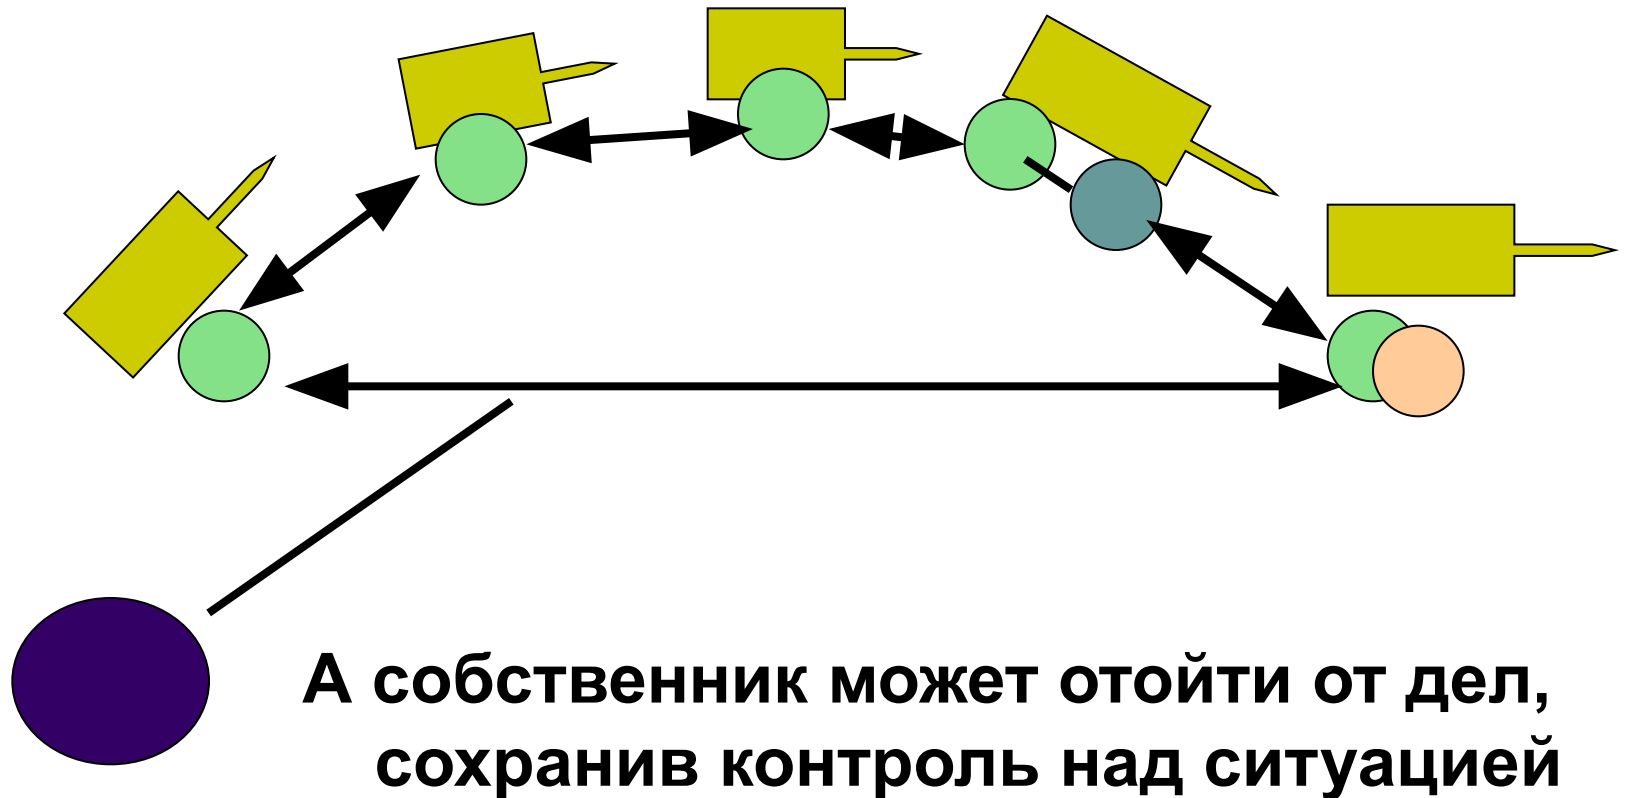 А собственник может отойти от дел,
сохранив контроль над ситуацией